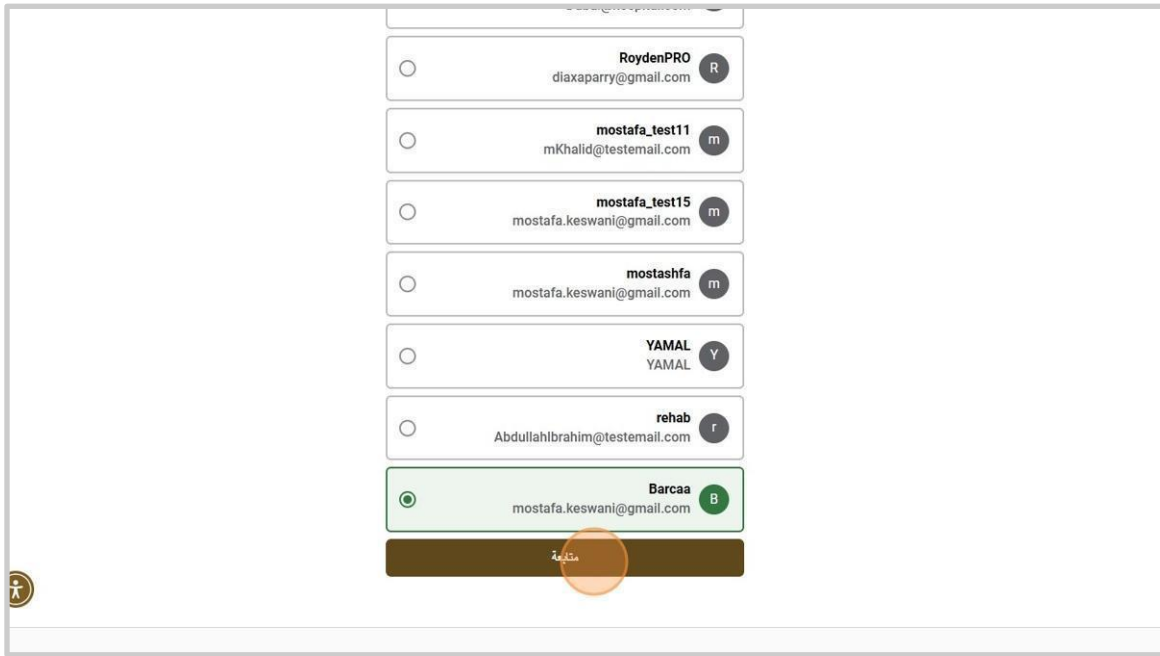 RoydenPRO
R
diaxaparry@gmail.com
mostafa_test11
m
mKhalid@testemail.com
mostafa_test15
m
mostafa.keswani@gmail.com
mostashfa
m
mostafa.keswani@gmail.com
YAMAL
Y
YAMAL
rehab
r
AbdullahIbrahim@testemail.com
Barcaa
B
mostafa.keswani@gmail.com
متابعة